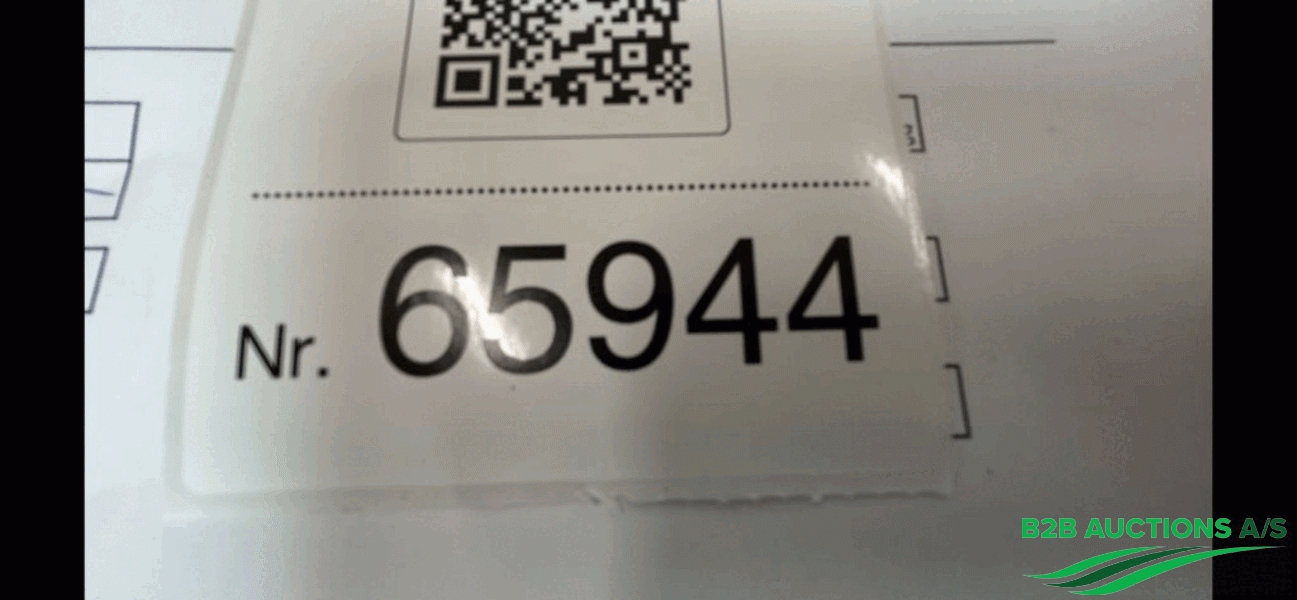 Nr. 65944
B2B AUCTIONS A/S